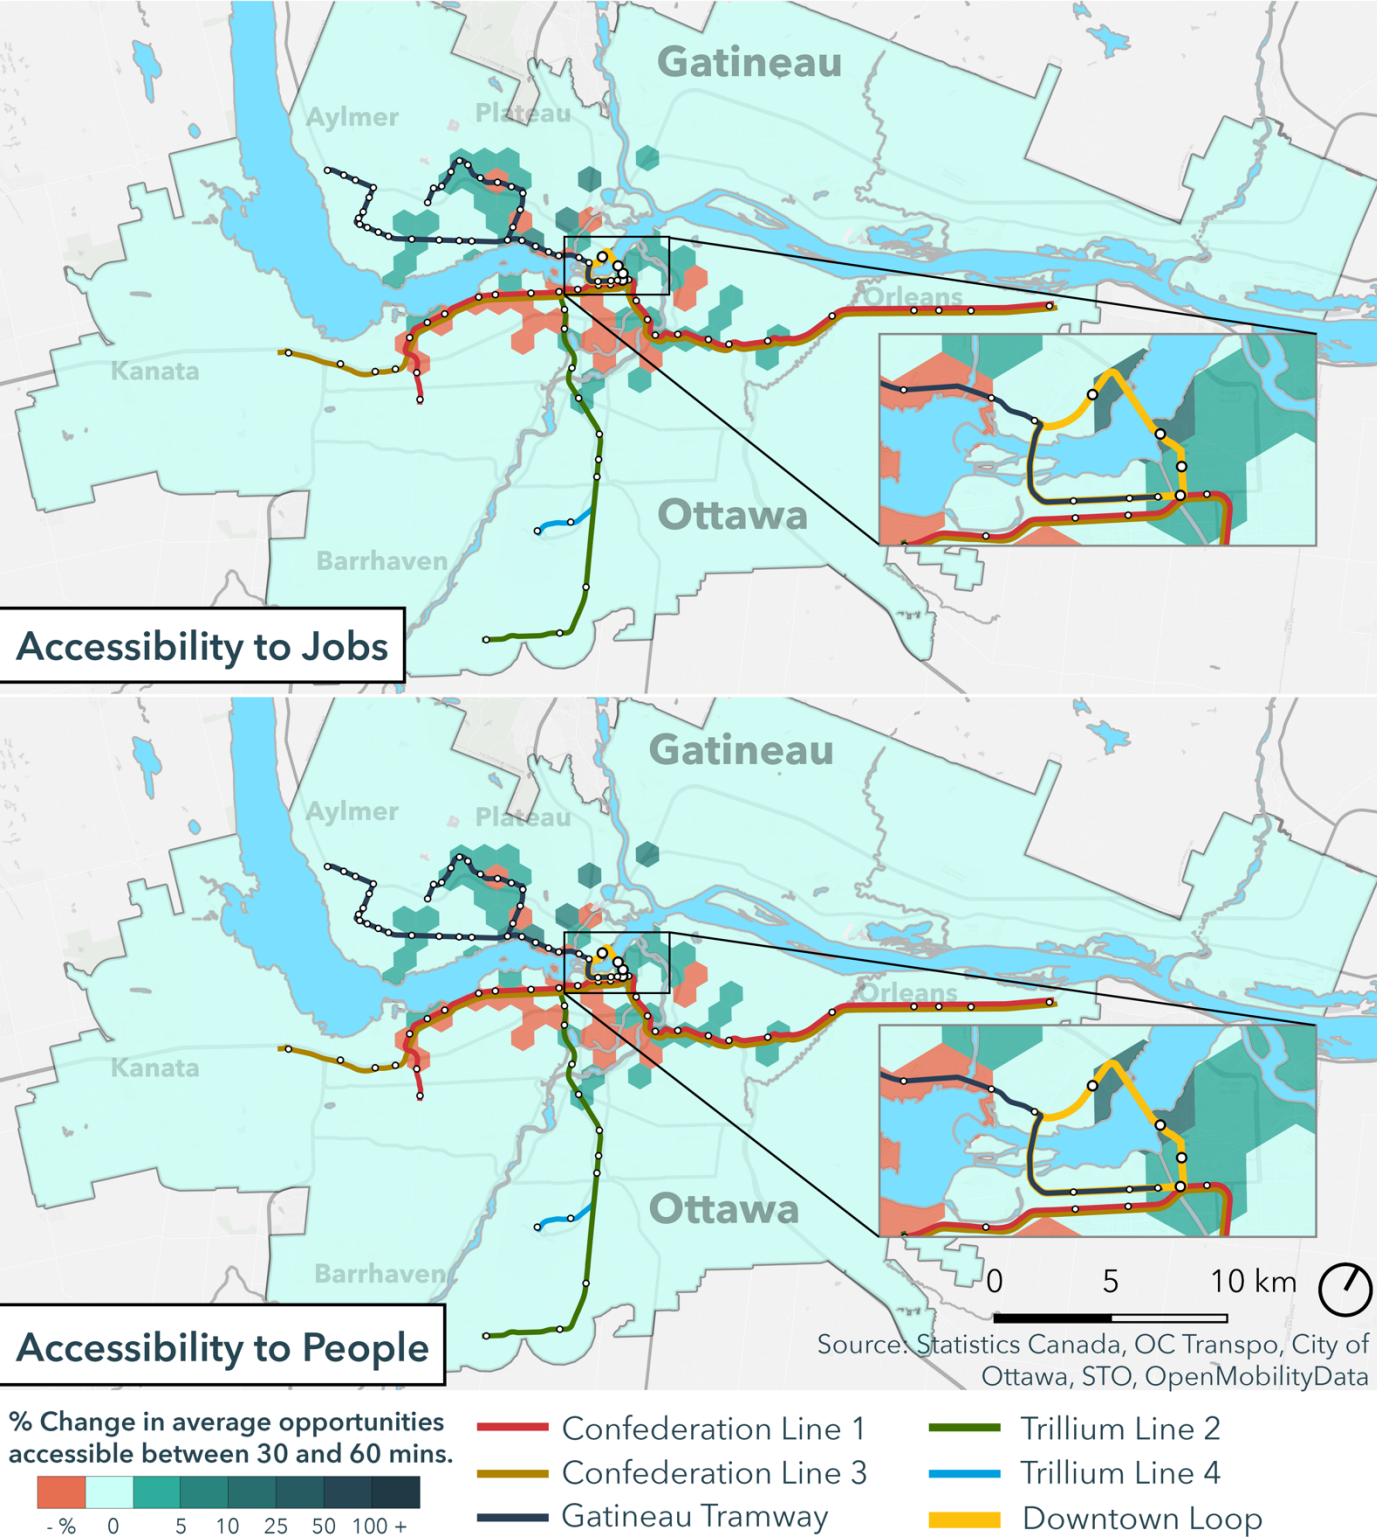 Gatineau
Aylmer
Plateau
Orleans
Kanata
Ottawa
Barrhaven
Accessibility to Jobs
Gatineau
Aylmer
Plateau
Orleans
Kanata
Ottawa
Barrhaven
0 5 10 km
Accessibility to People
Source: Statistics Canada, OC Transpo, City of
Ottawa, STO, OpenMobilityData
% Change in average opportunities
accessible between 30 and 60 mins.
- % 0 5 10 25 50 100 +
Confederation Line 1
Confederation Line 3
Gatineau Tramway
Trillium Line 2
Trillium Line 4
Downtown Loop